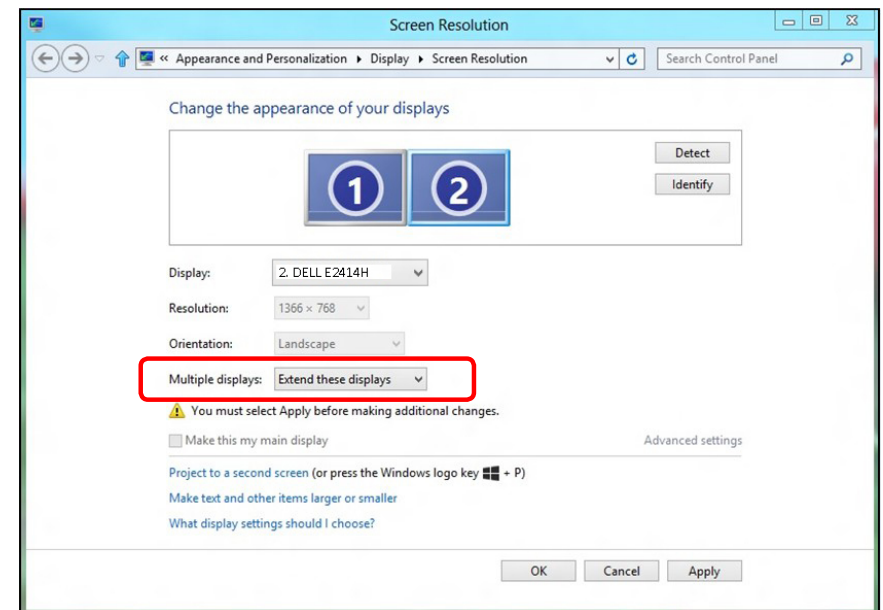 Screen Resolution
« Appearance and Personalization Display Screen Resolution Search Control Panel
Change the appearance of your displays
1 2
Detect
Identify
Display: 2. DELL E2414H
Resolution: 1366 × 768
Orientation: Landscape
Multiple displays: Extend these displays
You must select Apply before making additional changes.
Make this my main display Advanced settings
Project to a second screen (or press the Windows logo key + P)
Make text and other items larger or smaller
What display settings should I choose?
OK Cancel Apply